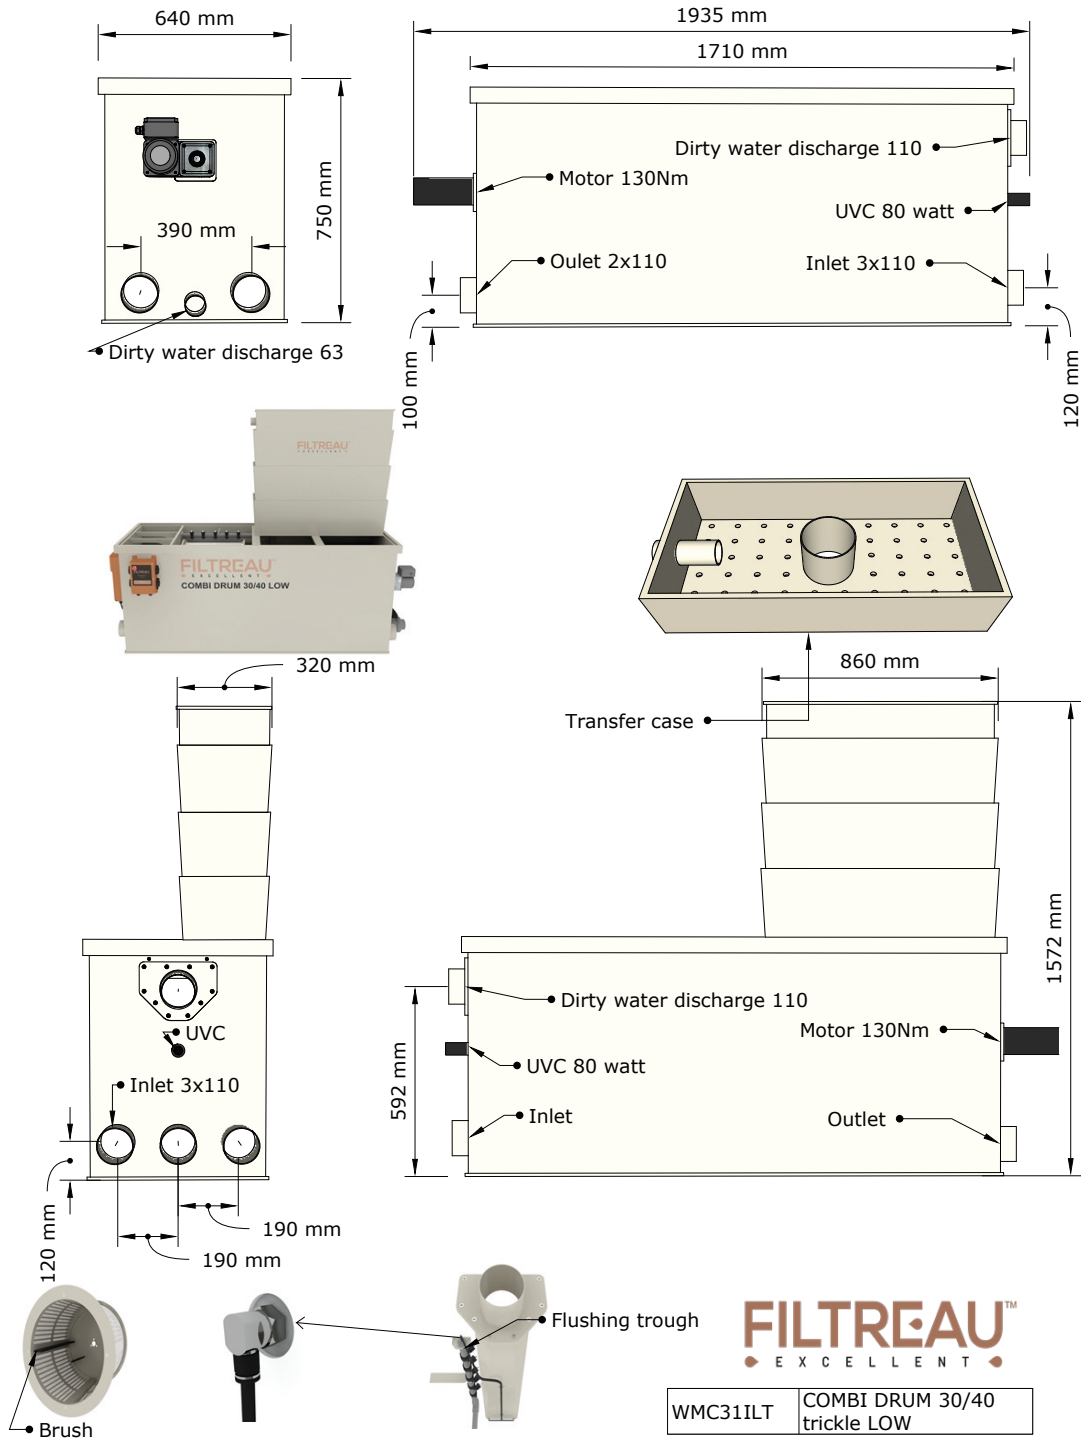 640 mm
1935 mm
1710 mm
Dirty water discharge 110
Motor 130Nm
750 mm
UVC 80 watt
390 mm
Oulet 2x110
Inlet 3x110
Dirty water discharge 63
100 mm
120 mm
FILTREAU
EXCELLENT
FILTREAU
EXCELLENT
COMBI DRUM 30/40 LOW
320 mm
860 mm
Transfer case
1572 mm
Dirty water discharge 110
UVC
Motor 130Nm
UVC 80 watt
592 mm
Inlet 3x110
Inlet
Outlet
120 mm
190 mm
190 mm
Flushing trough
Brush
FILTREAU™
EXCELLENT
WMC31ILT
COMBI DRUM 30/40
trickle LOW